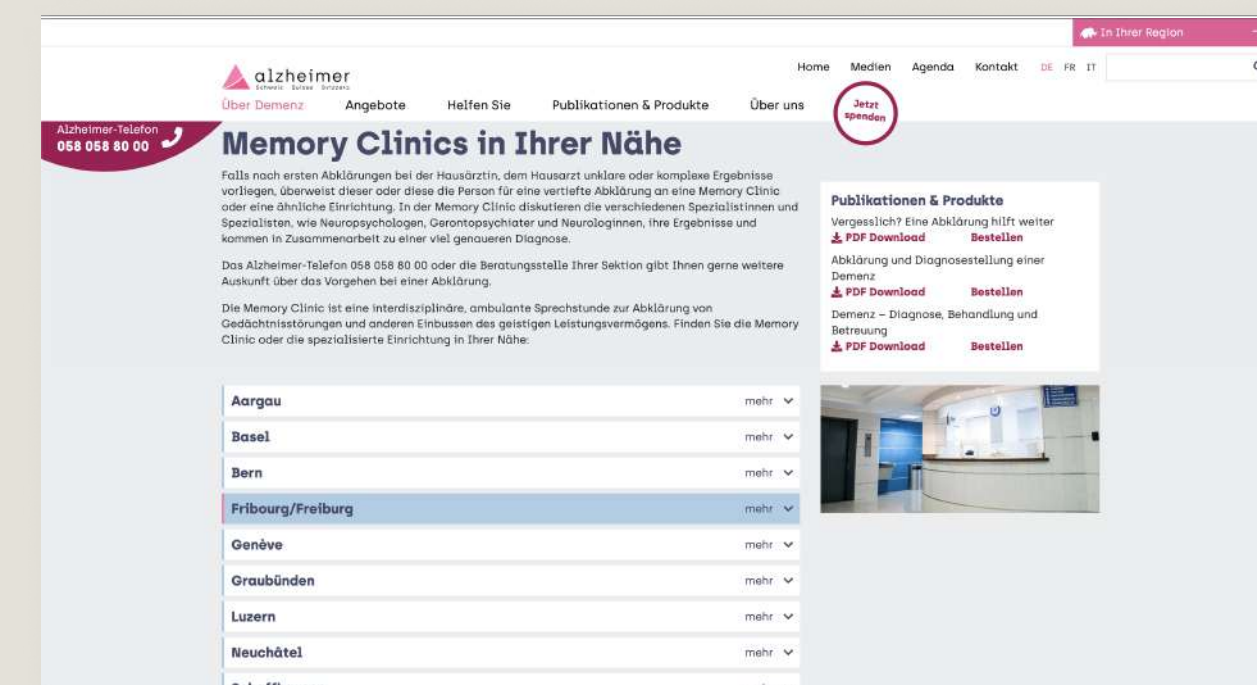 In Ihrer Region
alzheimer
Schweiz Suisse Svizzera
Home Medien Agenda Kontakt DE FR IT
Über Demenz Angebote Helfen Sie Publikationen & Produkte Über uns
Jetzt
spenden
Alzheimer-Telefon
058 058 80 00
Memory Clinics in Ihrer Nähe
Falls nach ersten Abklärungen bei der Hausärztin, dem Hausarzt unklare oder komplexe Ergebnisse
vorliegen, überweist dieser oder diese die Person für eine vertiefte Abklärung an eine Memory Clinic
oder eine ähnliche Einrichtung. In der Memory Clinic diskutieren die verschiedenen Spezialistinnen und
Spezialisten, wie Neuropsychologen, Gerontopsychiater und Neurologinnen, ihre Ergebnisse und
kommen in Zusammenarbeit zu einer viel genaueren Diagnose.
Das Alzheimer-Telefon 058 058 80 00 oder die Beratungsstelle Ihrer Sektion gibt Ihnen gerne weitere
Auskunft über das Vorgehen bei einer Abklärung.
Die Memory Clinic ist eine interdisziplinäre, ambulante Sprechstunde zur Abklärung von
Gedächtnisstörungen und anderen Einbussen des geistigen Leistungsvermögens. Finden Sie die Memory
Clinic oder die spezialisierte Einrichtung in Ihrer Nähe:
Aargau mehr
Basel mehr
Bern mehr
Fribourg/Freiburg mehr
Genève mehr
Graubünden mehr
Luzern mehr
Neuchâtel mehr
Publikationen & Produkte
Vergesslich? Eine Abklärung hilft weiter
PDF Download Bestellen
Abklärung und Diagnosestellung einer
Demenz
PDF Download Bestellen
Demenz – Diagnose, Behandlung und
Betreuung
PDF Download Bestellen